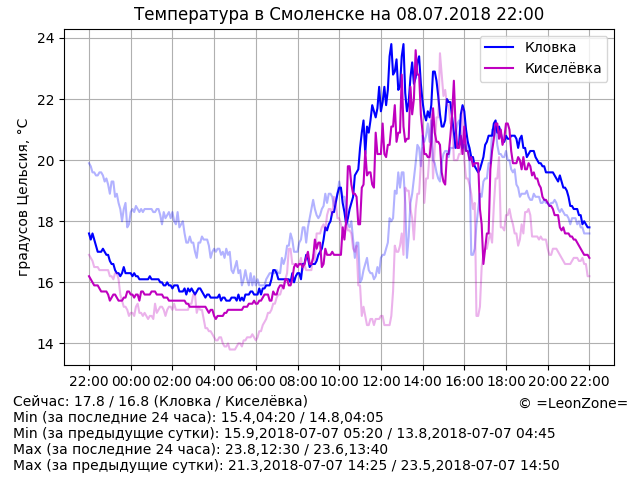 Температура в Смоленске на 08.07.2018 22:00
Кловка
Киселёвка
градусов Цельсия, °C
24
22
20
18
16
14
22:00 00:00 02:00 04:00 06:00 08:00 10:00 12:00 14:00 16:00 18:00 20:00 22:00
Сейчас: 17.8 / 16.8 (Кловка / Киселёвка)
© =LeonZone=
Min (за последние 24 часа): 15.4,04:20 / 14.8,04:05
Min (за предыдущие сутки): 15.9,2018-07-07 05:20 / 13.8,2018-07-07 04:45
Max (за последние 24 часа): 23.8,12:30 / 23.6,13:40
Max (за предыдущие сутки): 21.3,2018-07-07 14:25 / 23.5,2018-07-07 14:50